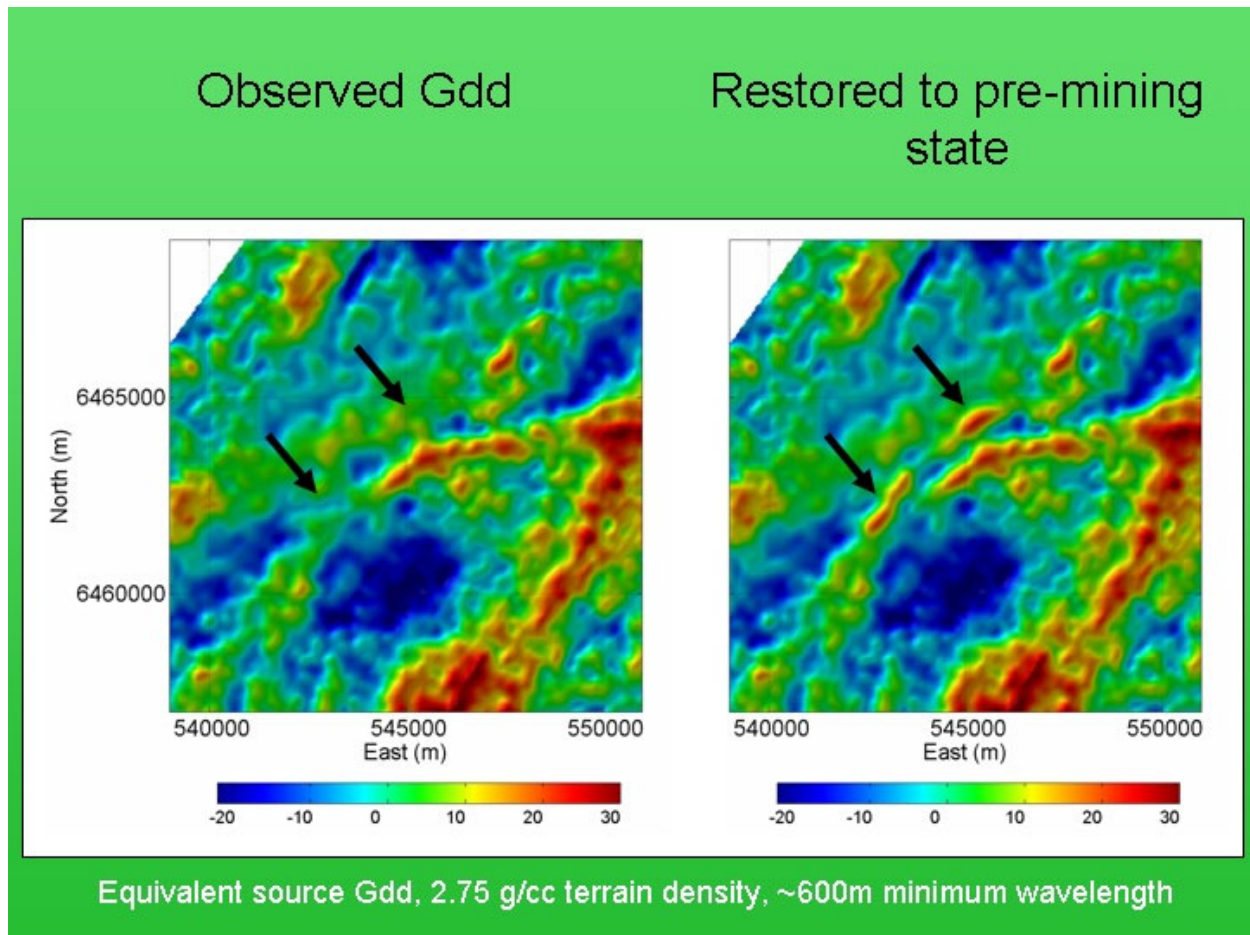 Observed Gdd
Restored to pre-mining
state
North (m)
6465000
6460000
540000 545000 550000
East (m)
-20 -10 0 10 20 30
540000 545000 550000
East (m)
-20 -10 0 10 20 30
Equivalent source Gdd, 2.75 g/cc terrain density, ~600m minimum wavelength